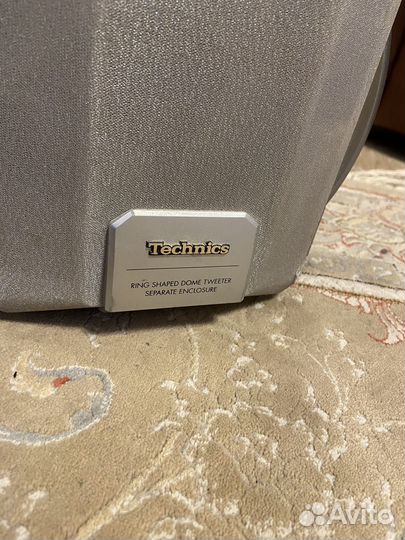 Technics
RING SHAPED DOME TWEETER
SEPARATE ENCLOSURE
Avito